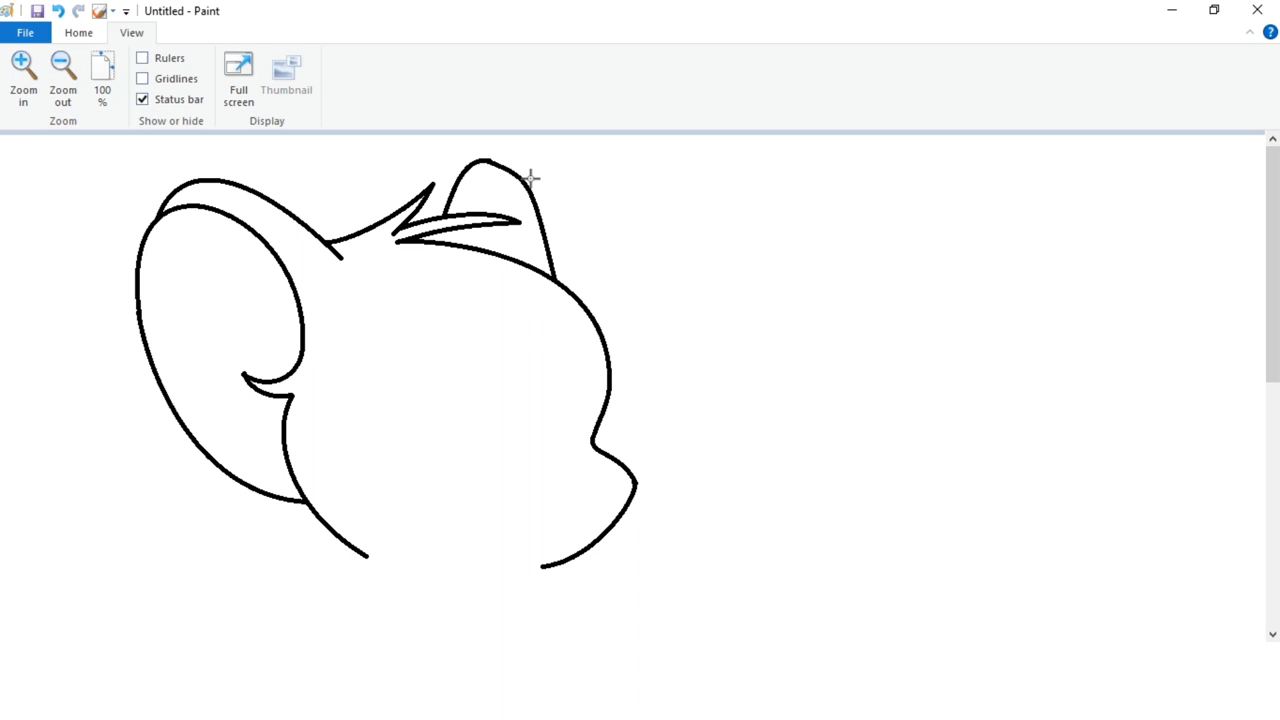 Untitled - Paint
File Home View
Zoom in
Zoom out
100 %
Rulers
Gridlines
Status bar
Full screen
Thumbnail
Zoom
Show or hide
Display